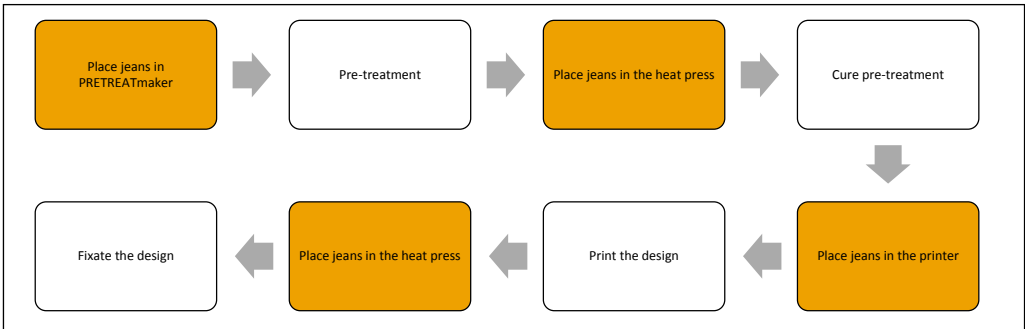 Place jeans in
PRETREATmaker
Pre-treatment
Place jeans in the heat press
Cure pre-treatment
Place jeans in the printer
Print the design
Place jeans in the heat press
Fixate the design